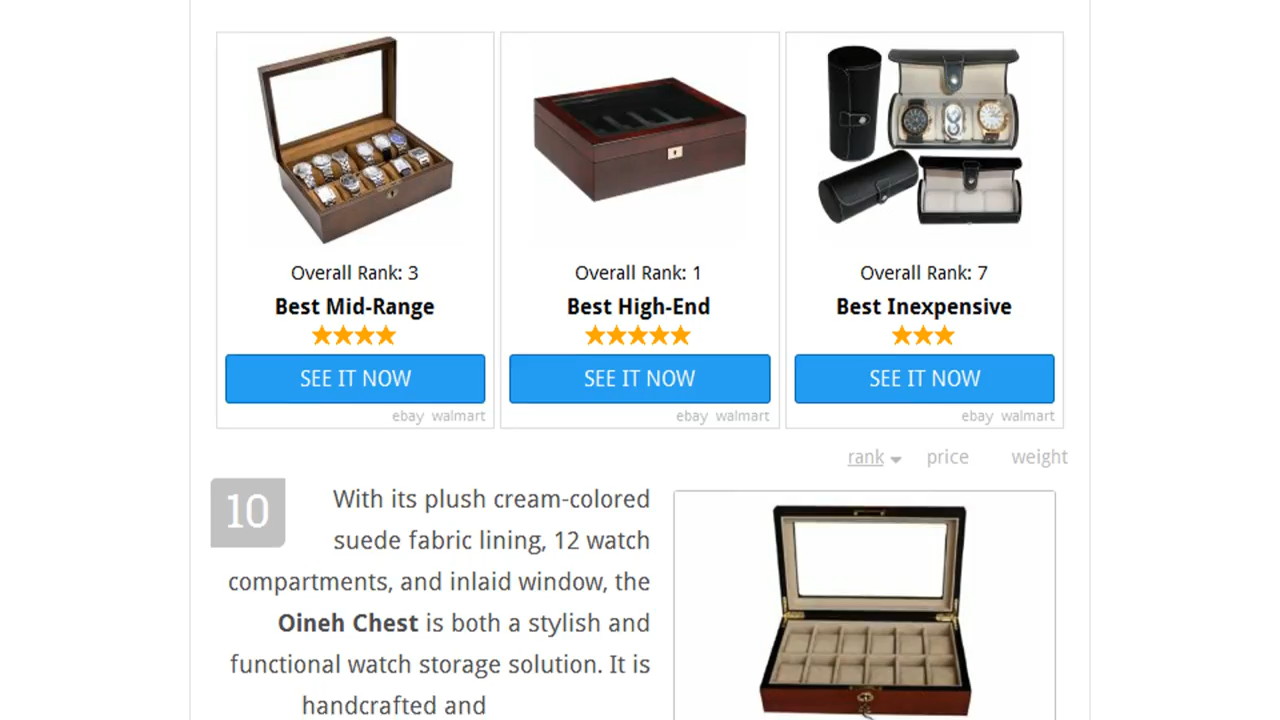 Overall Rank: 3
Best Mid-Range
SEE IT NOW
ebay walmart
Overall Rank: 1
Best High-End
SEE IT NOW
ebay walmart
Overall Rank: 7
Best Inexpensive
SEE IT NOW
ebay walmart
rank price weight
10
With its plush cream-colored
suede fabric lining, 12 watch
compartments, and inlaid window, the
Oineh Chest is both a stylish and
functional watch storage solution. It is
handcrafted and